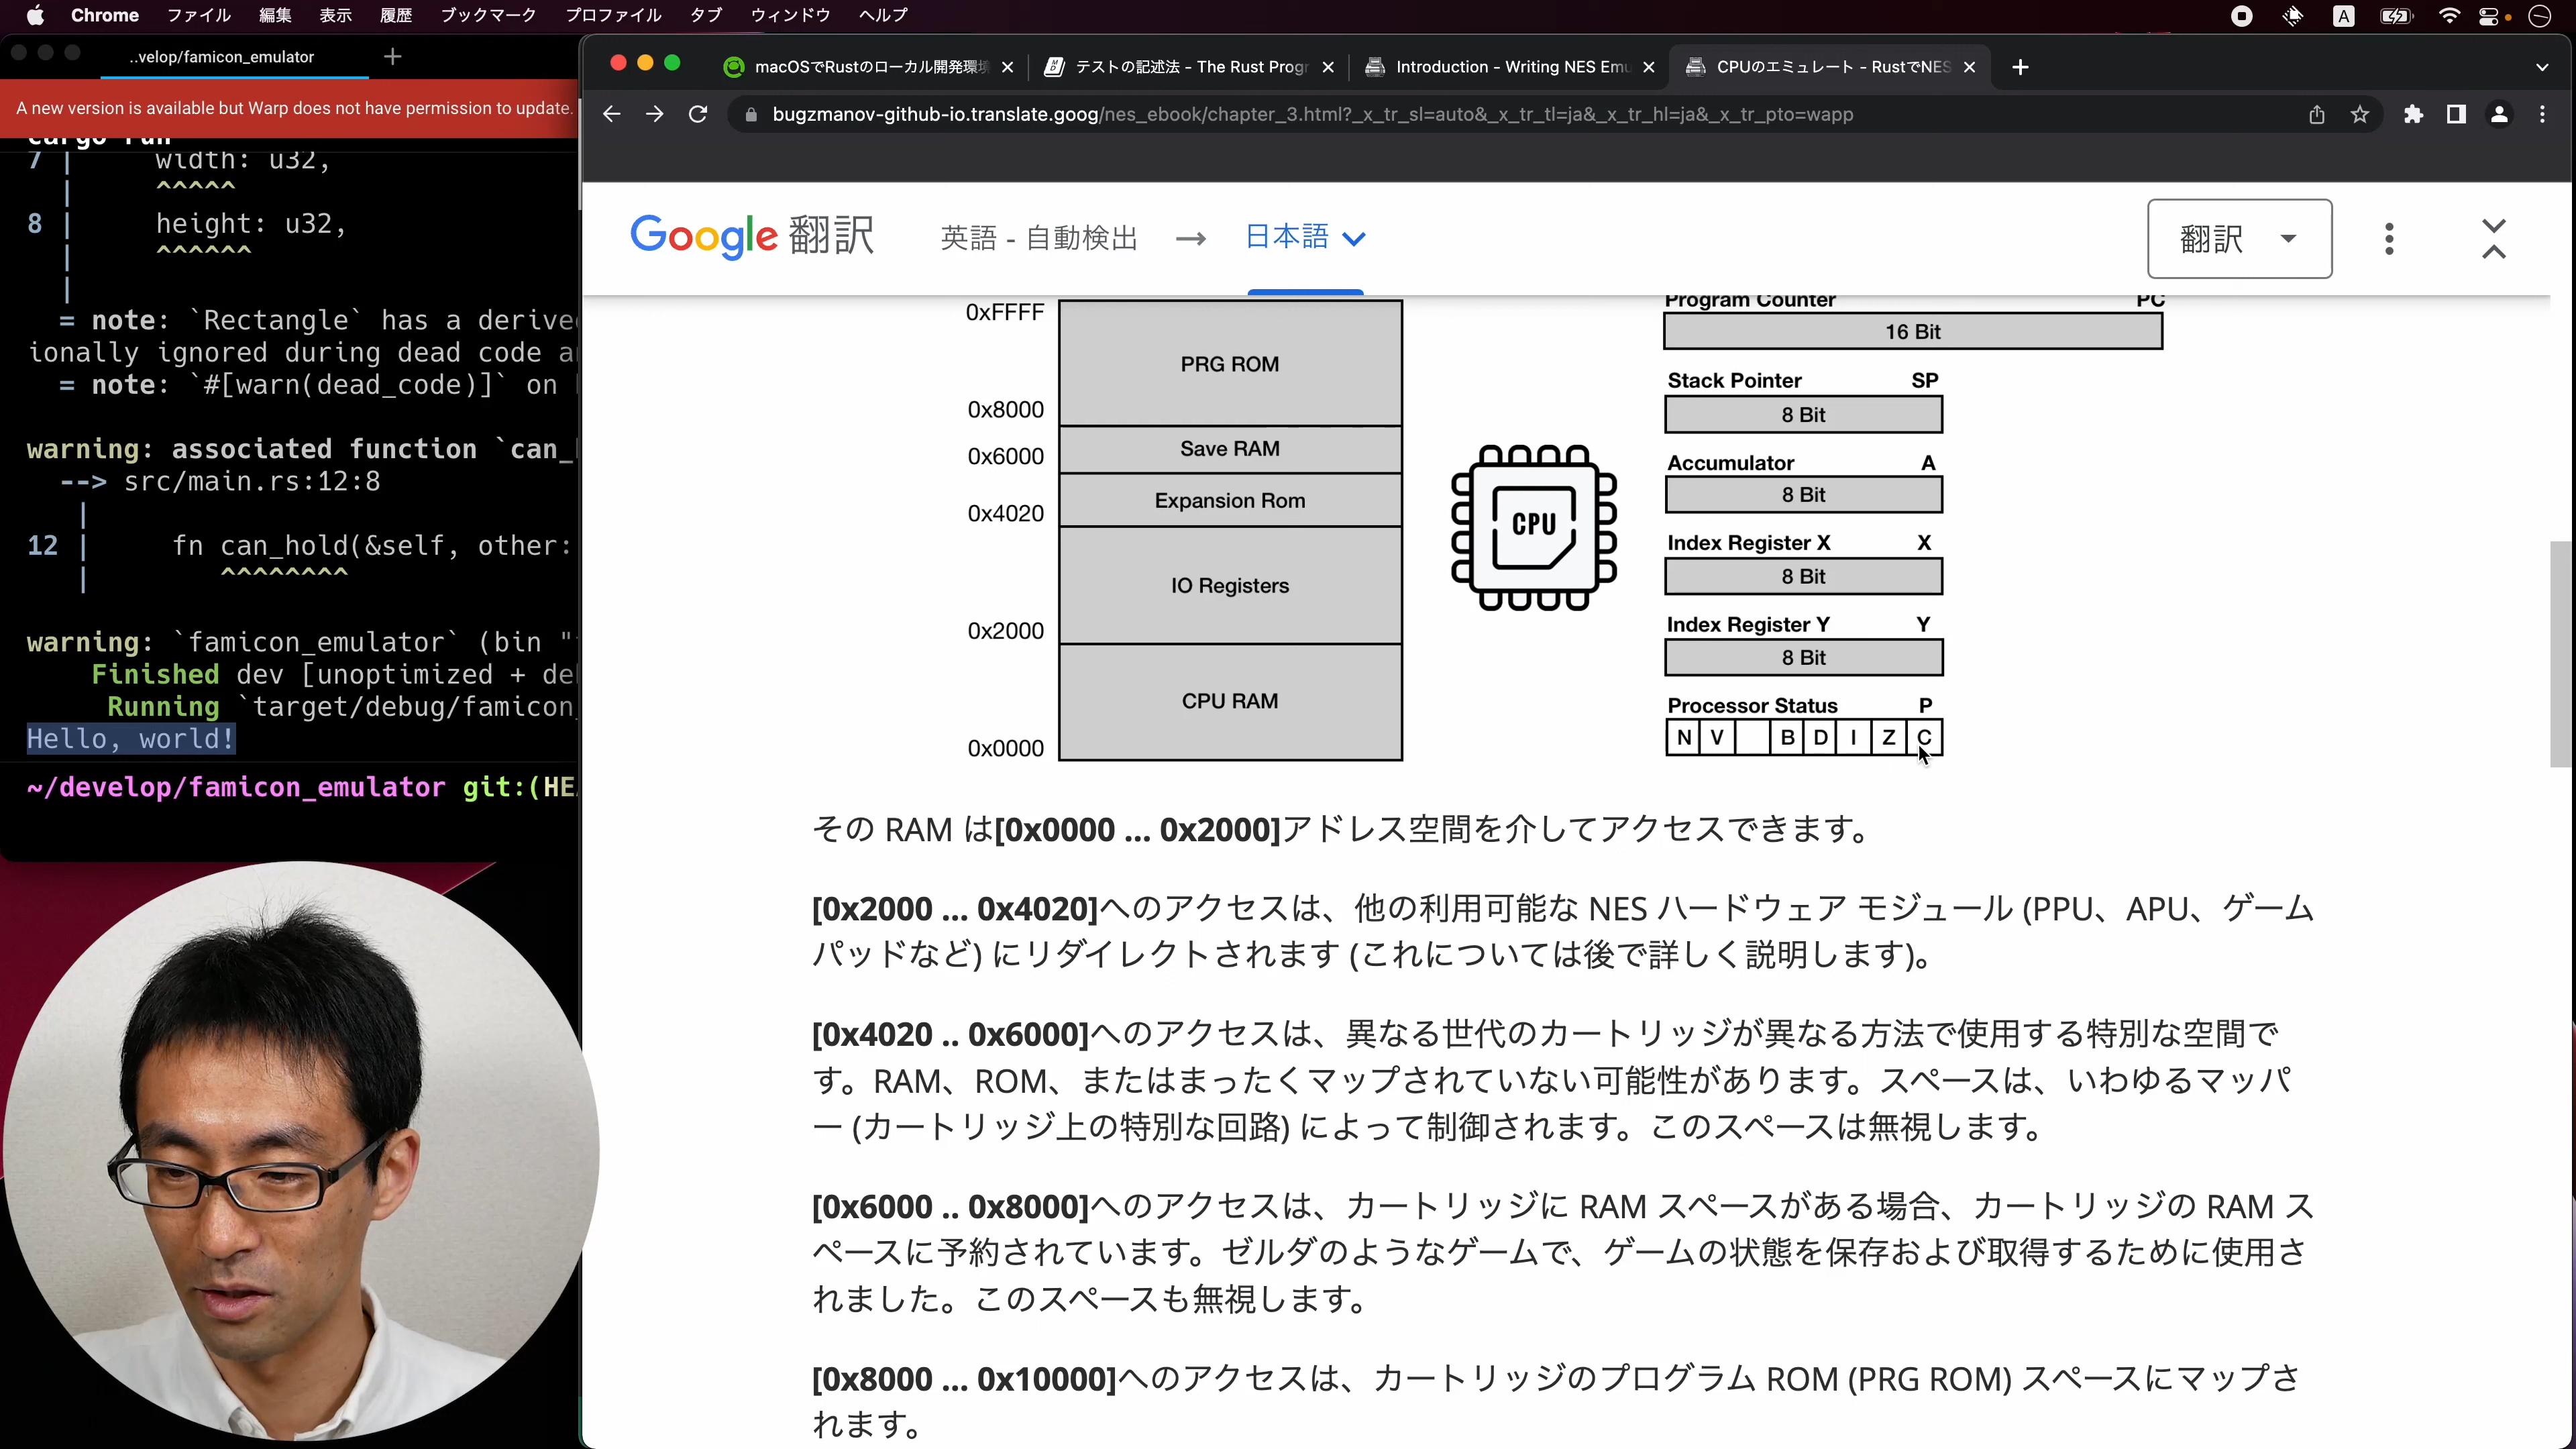 Chrome ファイル 編集 表示 履歴 ブックマーク プロファイル タブ ウィンドウ ヘルプ
A
..velop/famicon_emulator
A new version is available but Warp does not have permission to update.
cargo run
7 | width: u32,
| ^^^^^
8 | height: u32,
| ^^^^^^
|
= note: `Rectangle` has a derive
ionally ignored during dead code a
= note: `#[warn(dead_code)]` on
warning: associated function `can_
--> src/main.rs:12:8
|
12 | fn can_hold(&self, other:
| ^^^^^^^^
warning: `famicon_emulator` (bin "
Finished dev [unoptimized + de
Running `target/debug/famicon_
Hello, world!
~/develop/famicon_emulator git:(HE
macOSでRustのローカル開発環境
テストの記述法 - The Rust Progr
Introduction - Writing NES Emu
CPUのエミュレート - RustでNES
bugzmanov-github-io.translate.goog/nes_ebook/chapter_3.html?_x_tr_sl=auto&_x_tr_tl=ja&_x_tr_hl=ja&_x_tr_pto=wapp
Google 翻訳 英語 - 自動検出 → 日本語 翻訳
0xFFFF
PRG ROM
0x8000
Save RAM
0x6000
Expansion Rom
0x4020
IO Registers
0x2000
CPU RAM
0x0000
CPU
Program Counter PC
16 Bit
Stack Pointer SP
8 Bit
Accumulator A
8 Bit
Index Register X X
8 Bit
Index Register Y Y
8 Bit
Processor Status P
N V B D I Z C
その RAM は[0x0000 … 0x2000]アドレス空間を介してアクセスできます。
[0x2000 … 0x4020]へのアクセスは、他の利用可能な NES ハードウェア モジュール (PPU、APU、ゲーム
パッドなど) にリダイレクトされます (これについては後で詳しく説明します)。
[0x4020 .. 0x6000]へのアクセスは、異なる世代のカートリッジが異なる方法で使用する特別な空間で
す。RAM、ROM、またはまったくマップされていない可能性があります。スペースは、いわゆるマッパ
ー (カートリッジ上の特別な回路) によって制御されます。このスペースは無視します。
[0x6000 .. 0x8000]へのアクセスは、カートリッジに RAM スペースがある場合、カートリッジの RAM ス
ペースに予約されています。ゼルダのようなゲームで、ゲームの状態を保存および取得するために使用さ
れました。このスペースも無視します。
[0x8000 … 0x10000]へのアクセスは、カートリッジのプログラム ROM (PRG ROM) スペースにマップさ
れます。